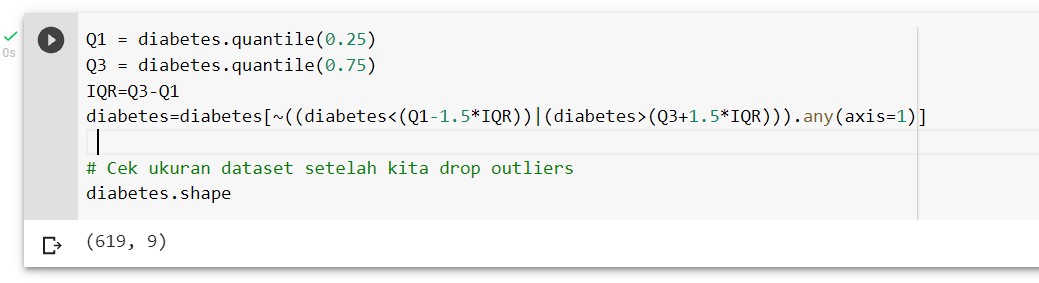 0s
Q1 = diabetes.quantile(0.25)
Q3 = diabetes.quantile(0.75)
IQR=Q3-Q1
diabetes=diabetes[~((diabetes<(Q1-1.5*IQR))|(diabetes>(Q3+1.5*IQR))).any(axis=1)]
# Cek ukuran dataset setelah kita drop outliers
diabetes.shape
(619, 9)